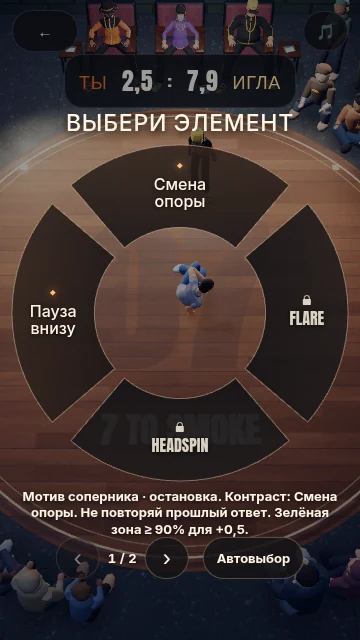 ←
ТЫ 2,5 : 7,9 ИГЛА
ВЫБЕРИ ЭЛЕМЕНТ
Смена
опоры
Пауза
внизу
FLARE
7 TO SMOKE
HEADSPIN
Мотив соперника · остановка. Контраст: Смена
опоры. Не повторяй прошлый ответ. Зелёная
зона ≥ 90% для +0,5.
‹ 1 / 2 › Автовыбор